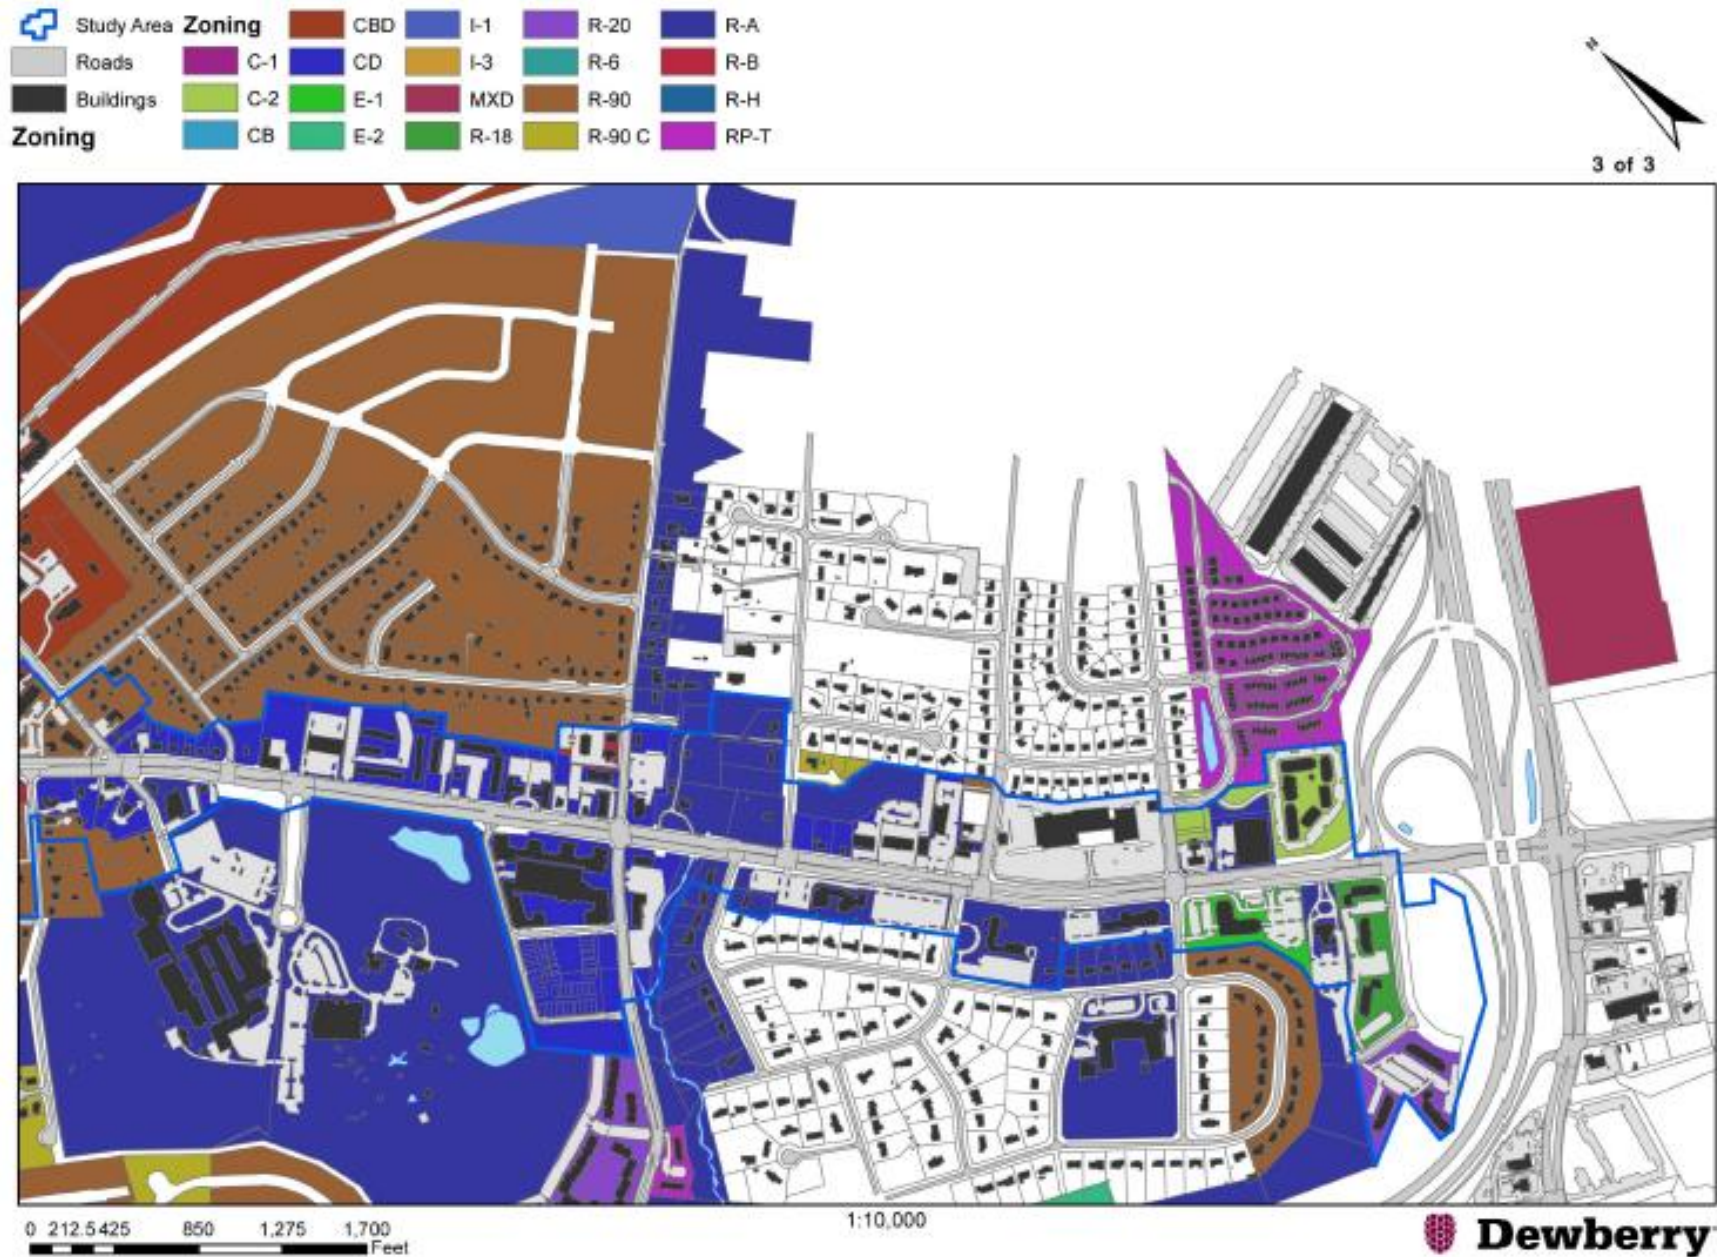 Study Area Zoning CBD I-1 R-20 R-A
Roads C-1 CD I-3 R-6 R-B
Buildings C-2 E-1 MXD R-90 R-H
Zoning CB E-2 R-18 R-90 C RP-T
N
3 of 3
0 212.5 425 850 1,275 1,700
Feet
1:10,000
Dewberry